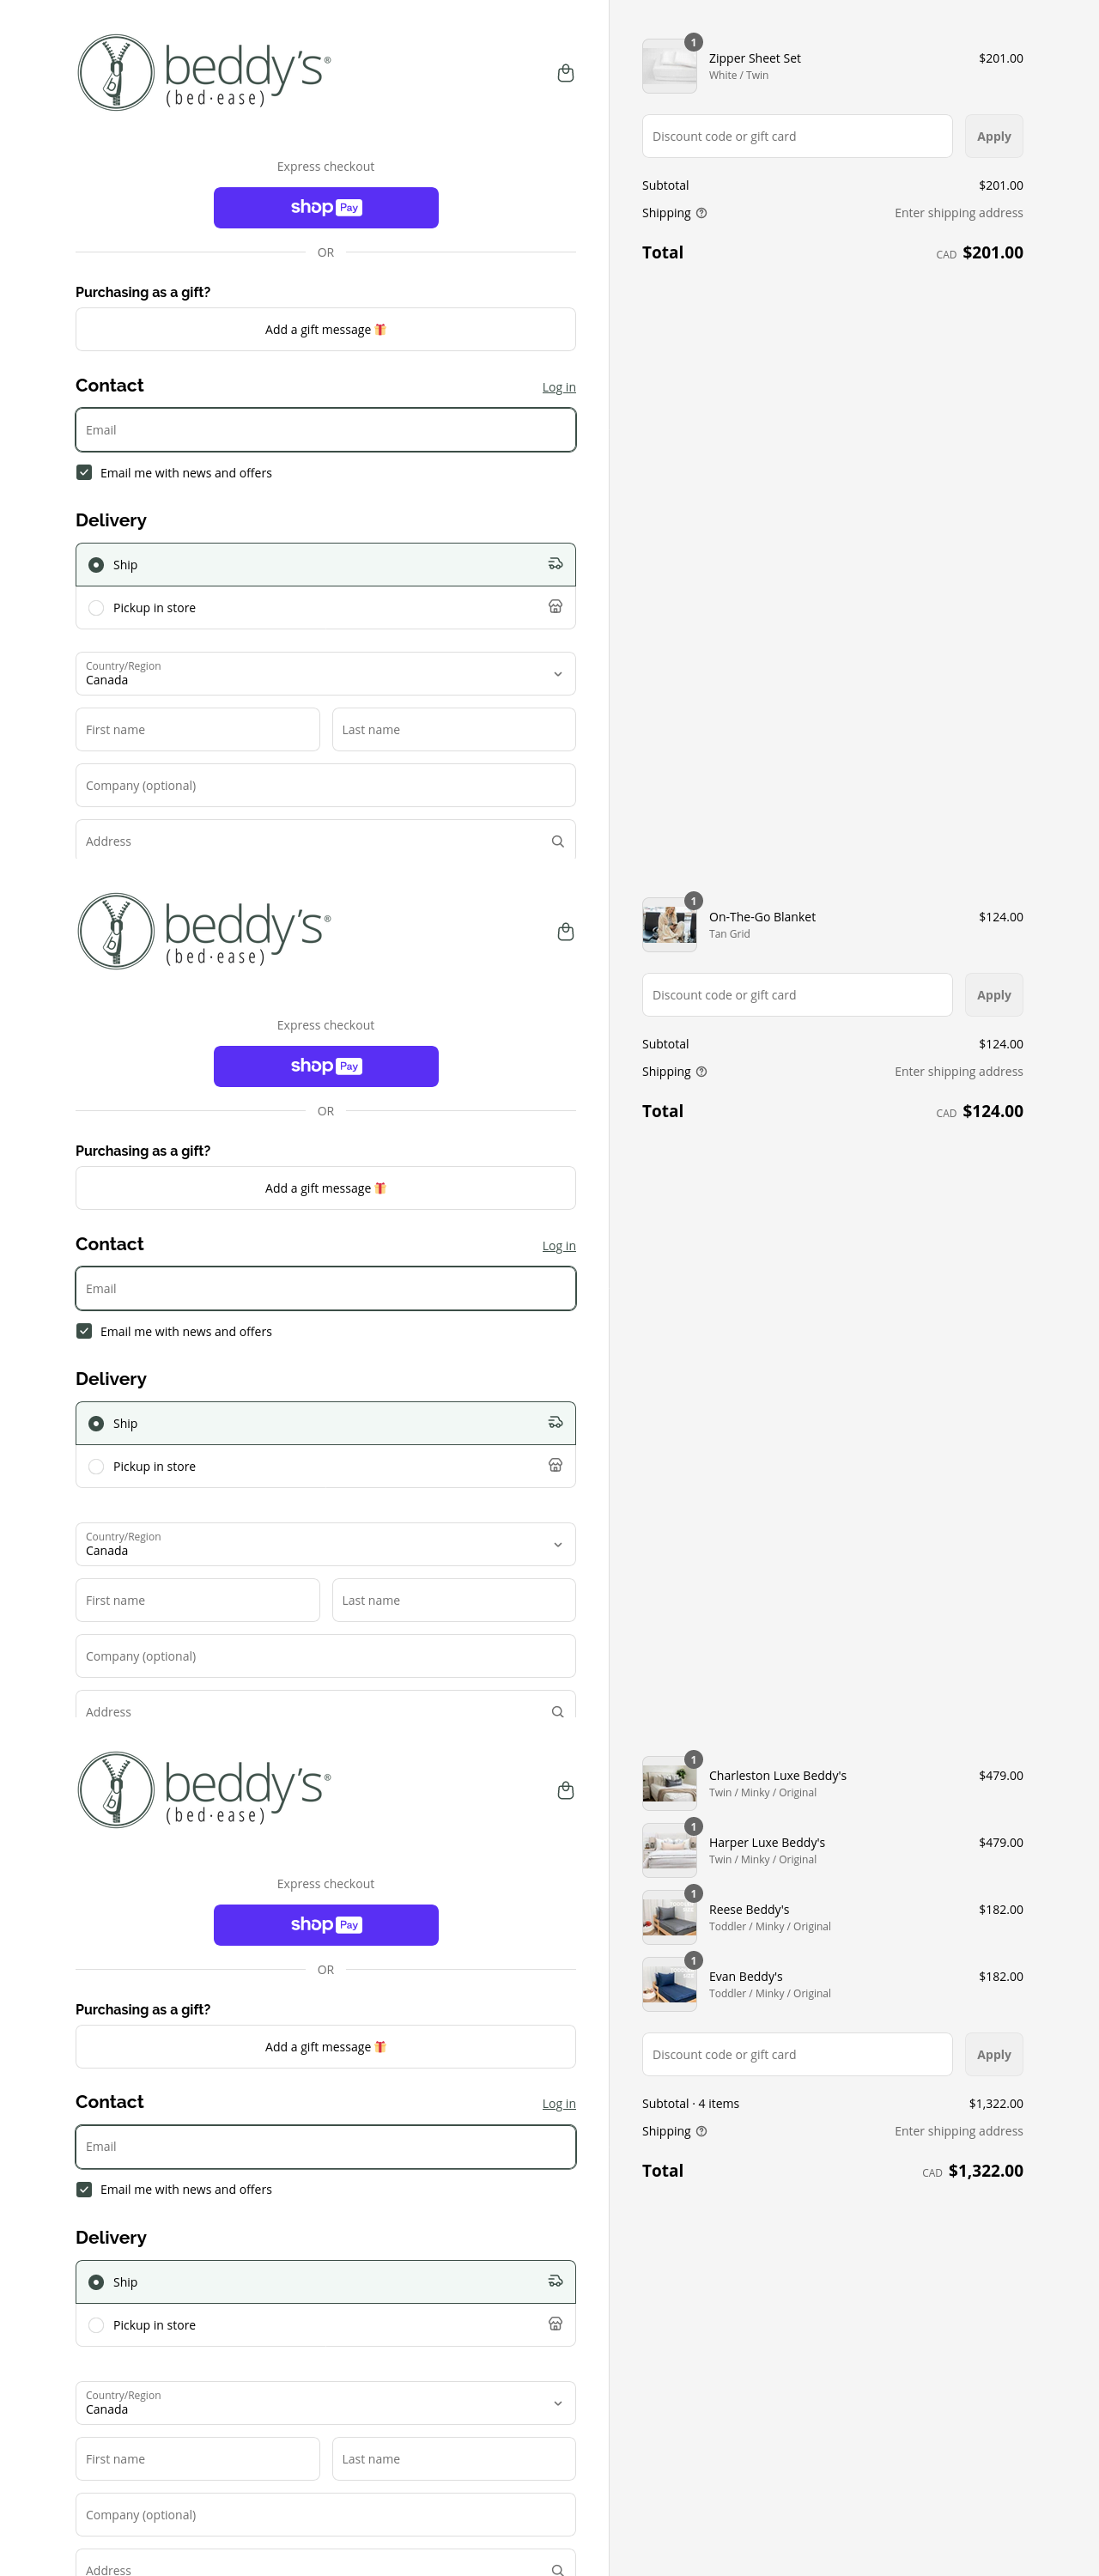 beddy's®
(bed·ease)
Express checkout
shop Pay
OR
Purchasing as a gift?
Add a gift message
Contact
Log in
Email
Email me with news and offers
Delivery
Ship
Pickup in store
Country/Region
Canada
First name
Last name
Company (optional)
Address
1
Zipper Sheet Set
$201.00
White / Twin
Discount code or gift card
Apply
Subtotal
$201.00
Shipping
Enter shipping address
Total
CAD $201.00
beddy's®
(bed·ease)
Express checkout
shop Pay
OR
Purchasing as a gift?
Add a gift message
Contact
Log in
Email
Email me with news and offers
Delivery
Ship
Pickup in store
Country/Region
Canada
First name
Last name
Company (optional)
Address
1
On-The-Go Blanket
$124.00
Tan Grid
Discount code or gift card
Apply
Subtotal
$124.00
Shipping
Enter shipping address
Total
CAD $124.00
beddy's®
(bed·ease)
Express checkout
shop Pay
OR
Purchasing as a gift?
Add a gift message
Contact
Log in
Email
Email me with news and offers
Delivery
Ship
Pickup in store
Country/Region
Canada
First name
Last name
Company (optional)
Address
1
Charleston Luxe Beddy's
$479.00
Twin / Minky / Original
1
Harper Luxe Beddy's
$479.00
Twin / Minky / Original
1
Reese Beddy's
$182.00
Toddler / Minky / Original
1
Evan Beddy's
$182.00
Toddler / Minky / Original
Discount code or gift card
Apply
Subtotal · 4 items
$1,322.00
Shipping
Enter shipping address
Total
CAD $1,322.00